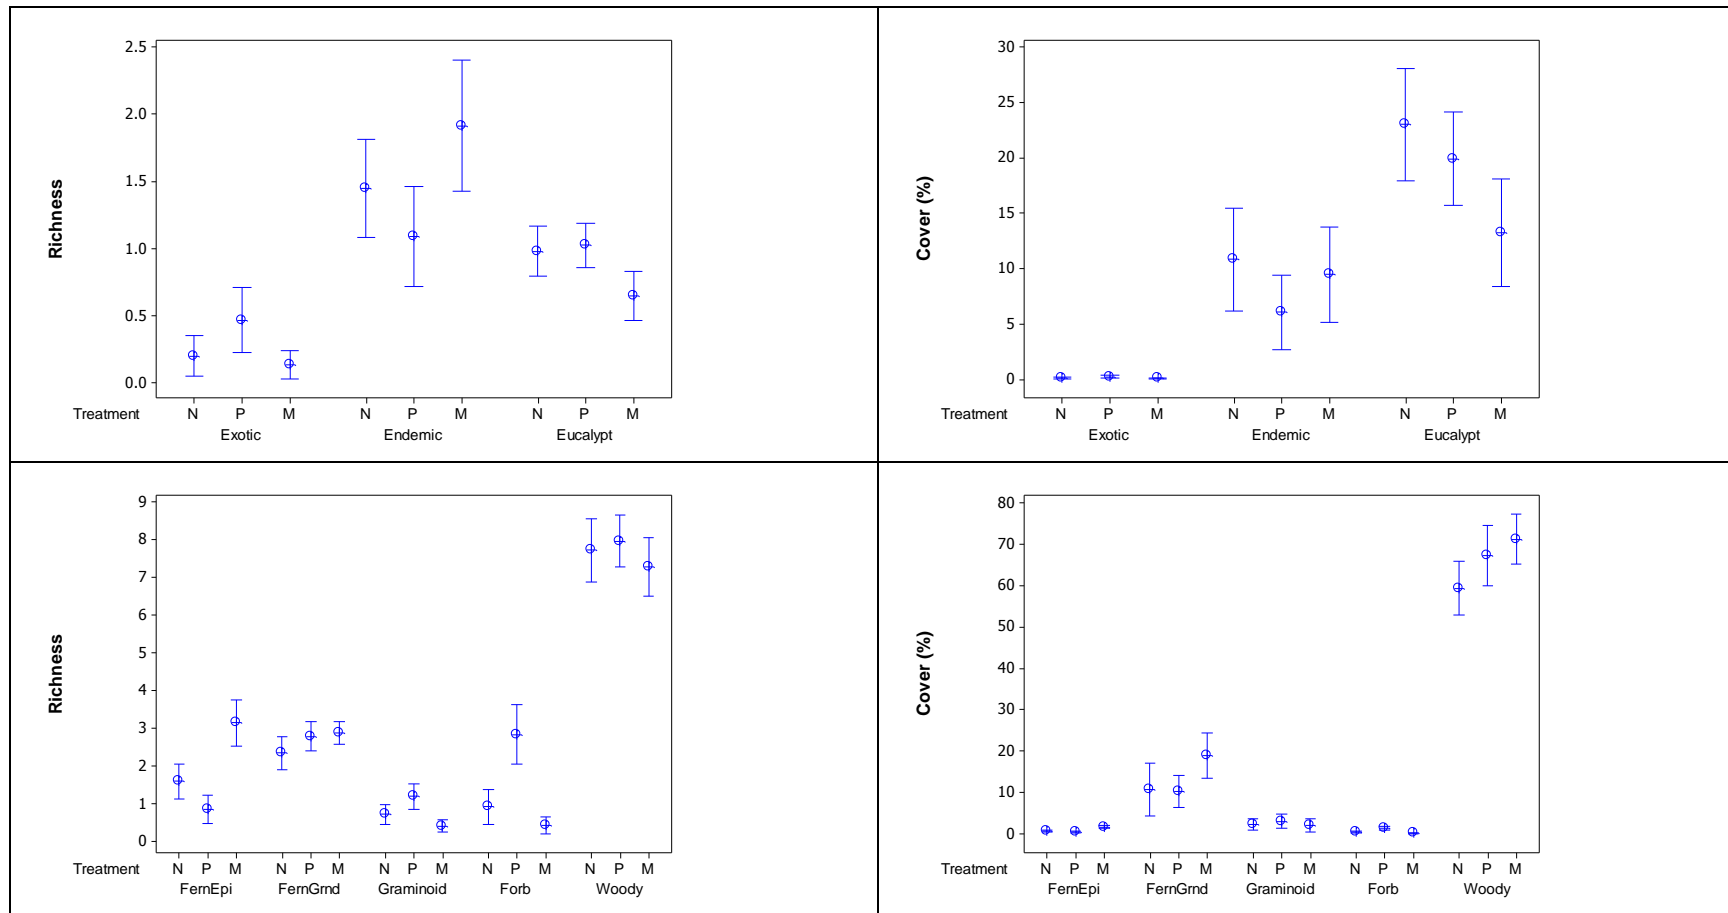 2.5
2.0
1.5
1.0
0.5
0.0
Richness
Treatment N P M N P M N P M
Exotic Endemic Eucalypt
30
25
20
15
10
5
0
Cover (%)
Treatment N P M N P M N P M
Exotic Endemic Eucalypt
9
8
7
6
5
4
3
2
1
0
Richness
Treatment N P M N P M N P M N P M N P M
FernEpi FernGrnd Graminoid Forb Woody
80
70
60
50
40
30
20
10
0
Cover (%)
Treatment N P M N P M N P M N P M N P M
FernEpi FernGrnd Graminoid Forb Woody